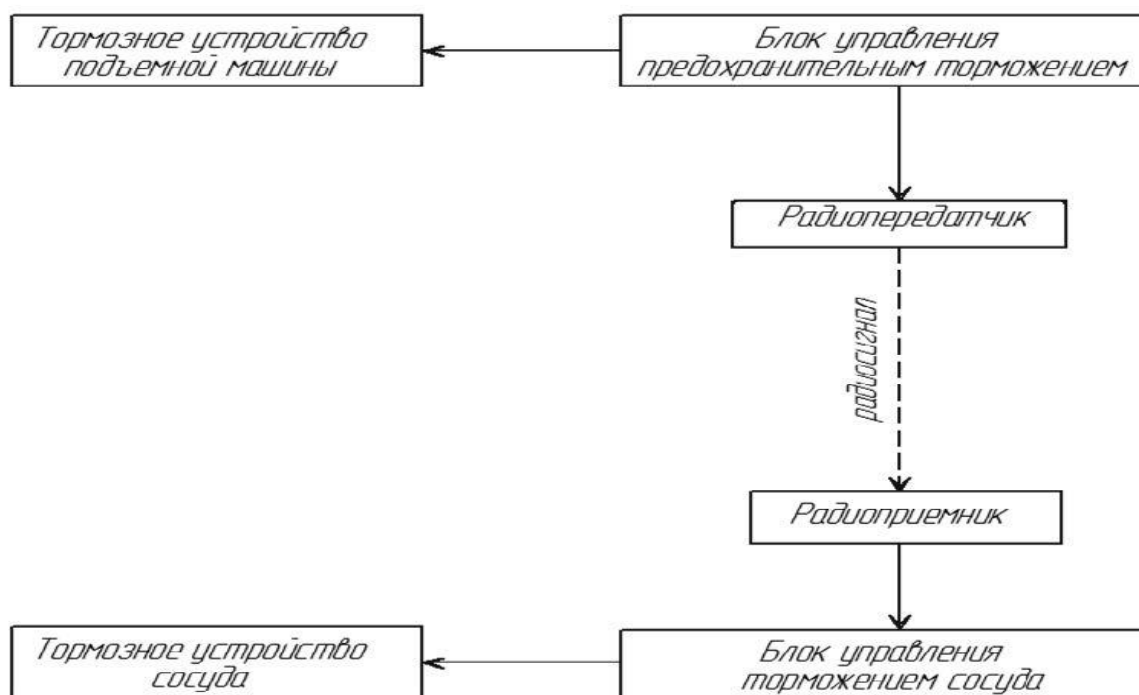 Тормозное устройство
подъемной машины
Блок управления
предохранительным торможением
Радиопередатчик
радиосигнал
Радиоприемник
Тормозное устройство
сосуда
Блок управления
торможением сосуда